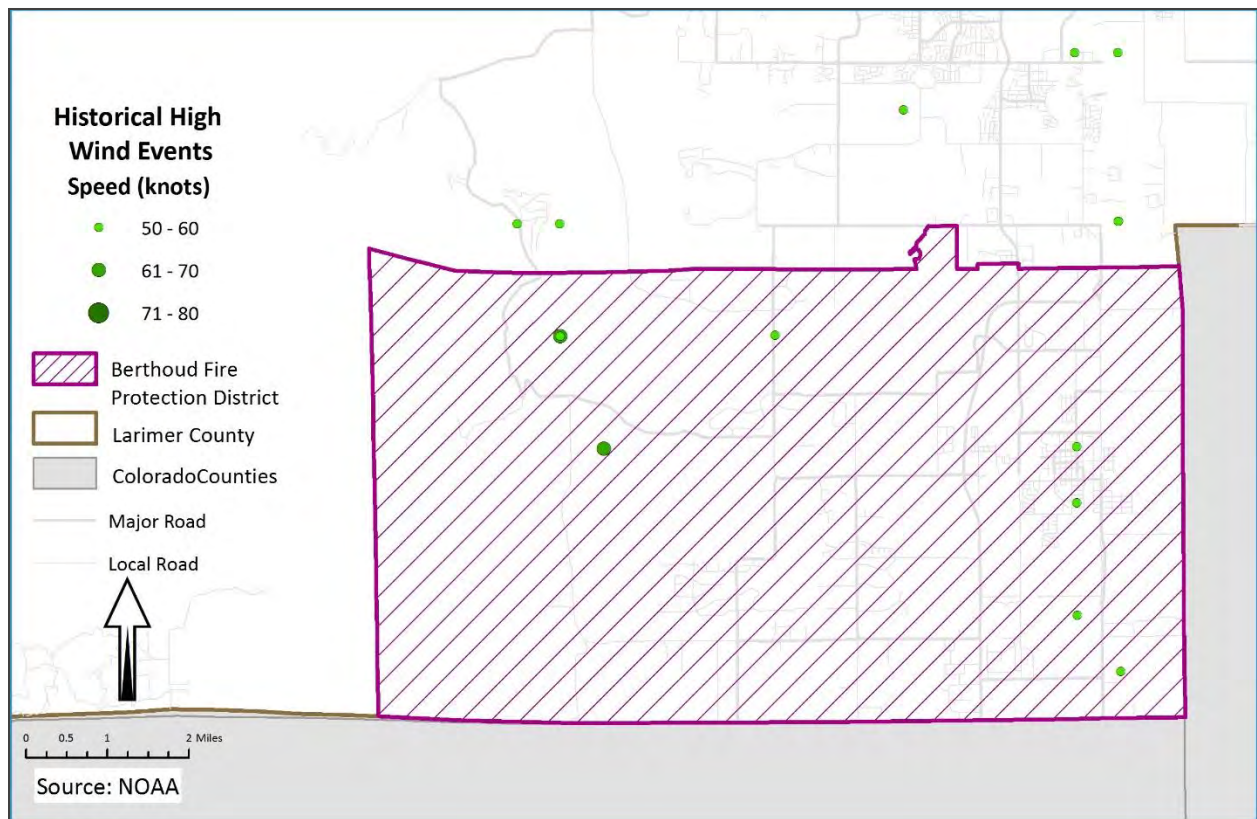 Historical High
Wind Events
Speed (knots)
50 - 60
61 - 70
71 - 80
Berthoud Fire
Protection District
Larimer County
ColoradoCounties
Major Road
Local Road
0 0.5 1 2 Miles
Source: NOAA